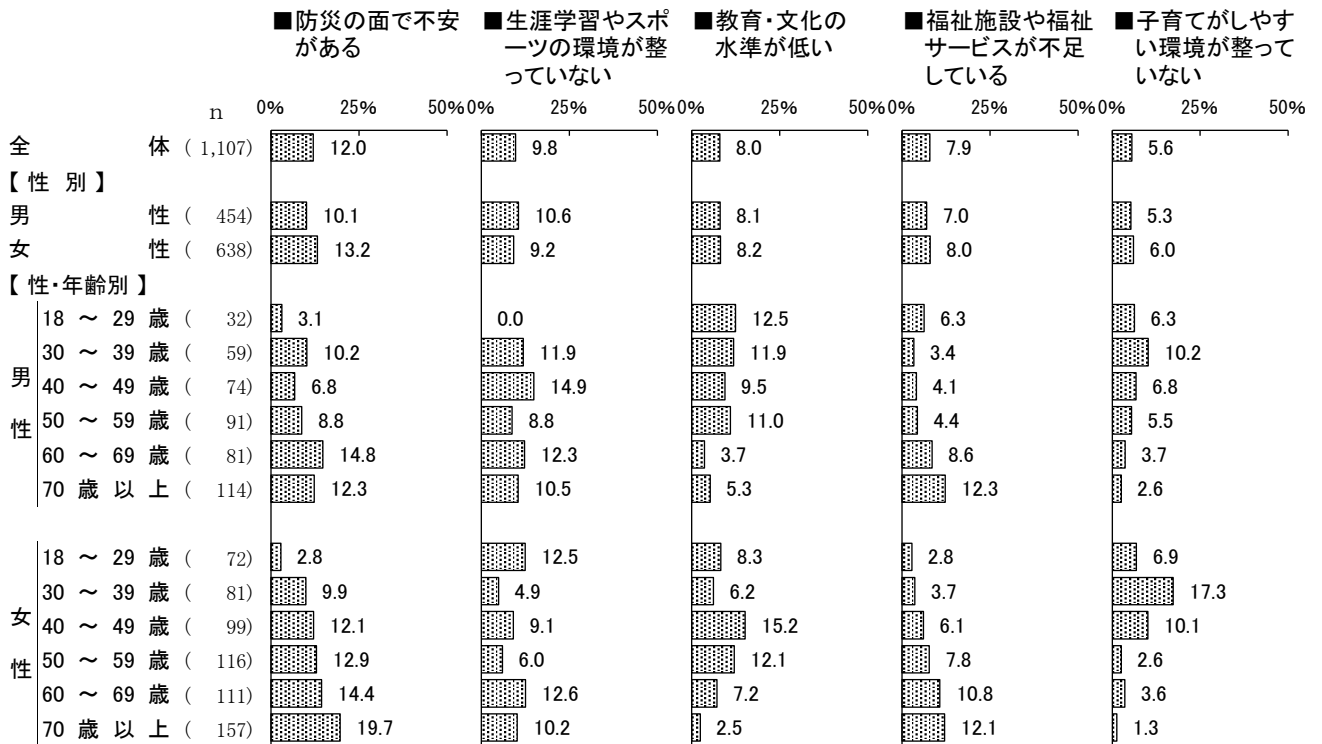 ■防災の面で不安がある
■生涯学習やスポーツの環境が整っていない
■教育・文化の水準が低い
■福祉施設や福祉サービスが不足している
■子育てがしやすい環境が整っていない
n 0% 25% 50% 0% 25% 50% 0% 25% 50% 0% 25% 50% 0% 25% 50%
全体 ( 1,107) 12.0 9.8 8.0 7.9 5.6
【 性 別 】
男性 ( 454) 10.1 10.6 8.1 7.0 5.3
女性 ( 638) 13.2 9.2 8.2 8.0 6.0
【 性・年齢別 】
男性
18 ～ 29 歳 ( 32) 3.1 0.0 12.5 6.3 6.3
30 ～ 39 歳 ( 59) 10.2 11.9 11.9 3.4 10.2
40 ～ 49 歳 ( 74) 6.8 14.9 9.5 4.1 6.8
50 ～ 59 歳 ( 91) 8.8 8.8 11.0 4.4 5.5
60 ～ 69 歳 ( 81) 14.8 12.3 3.7 8.6 3.7
70 歳 以 上 ( 114) 12.3 10.5 5.3 12.3 2.6
女性
18 ～ 29 歳 ( 72) 2.8 12.5 8.3 2.8 6.9
30 ～ 39 歳 ( 81) 9.9 4.9 6.2 3.7 17.3
40 ～ 49 歳 ( 99) 12.1 9.1 15.2 6.1 10.1
50 ～ 59 歳 ( 116) 12.9 6.0 12.1 7.8 2.6
60 ～ 69 歳 ( 111) 14.4 12.6 7.2 10.8 3.6
70 歳 以 上 ( 157) 19.7 10.2 2.5 12.1 1.3